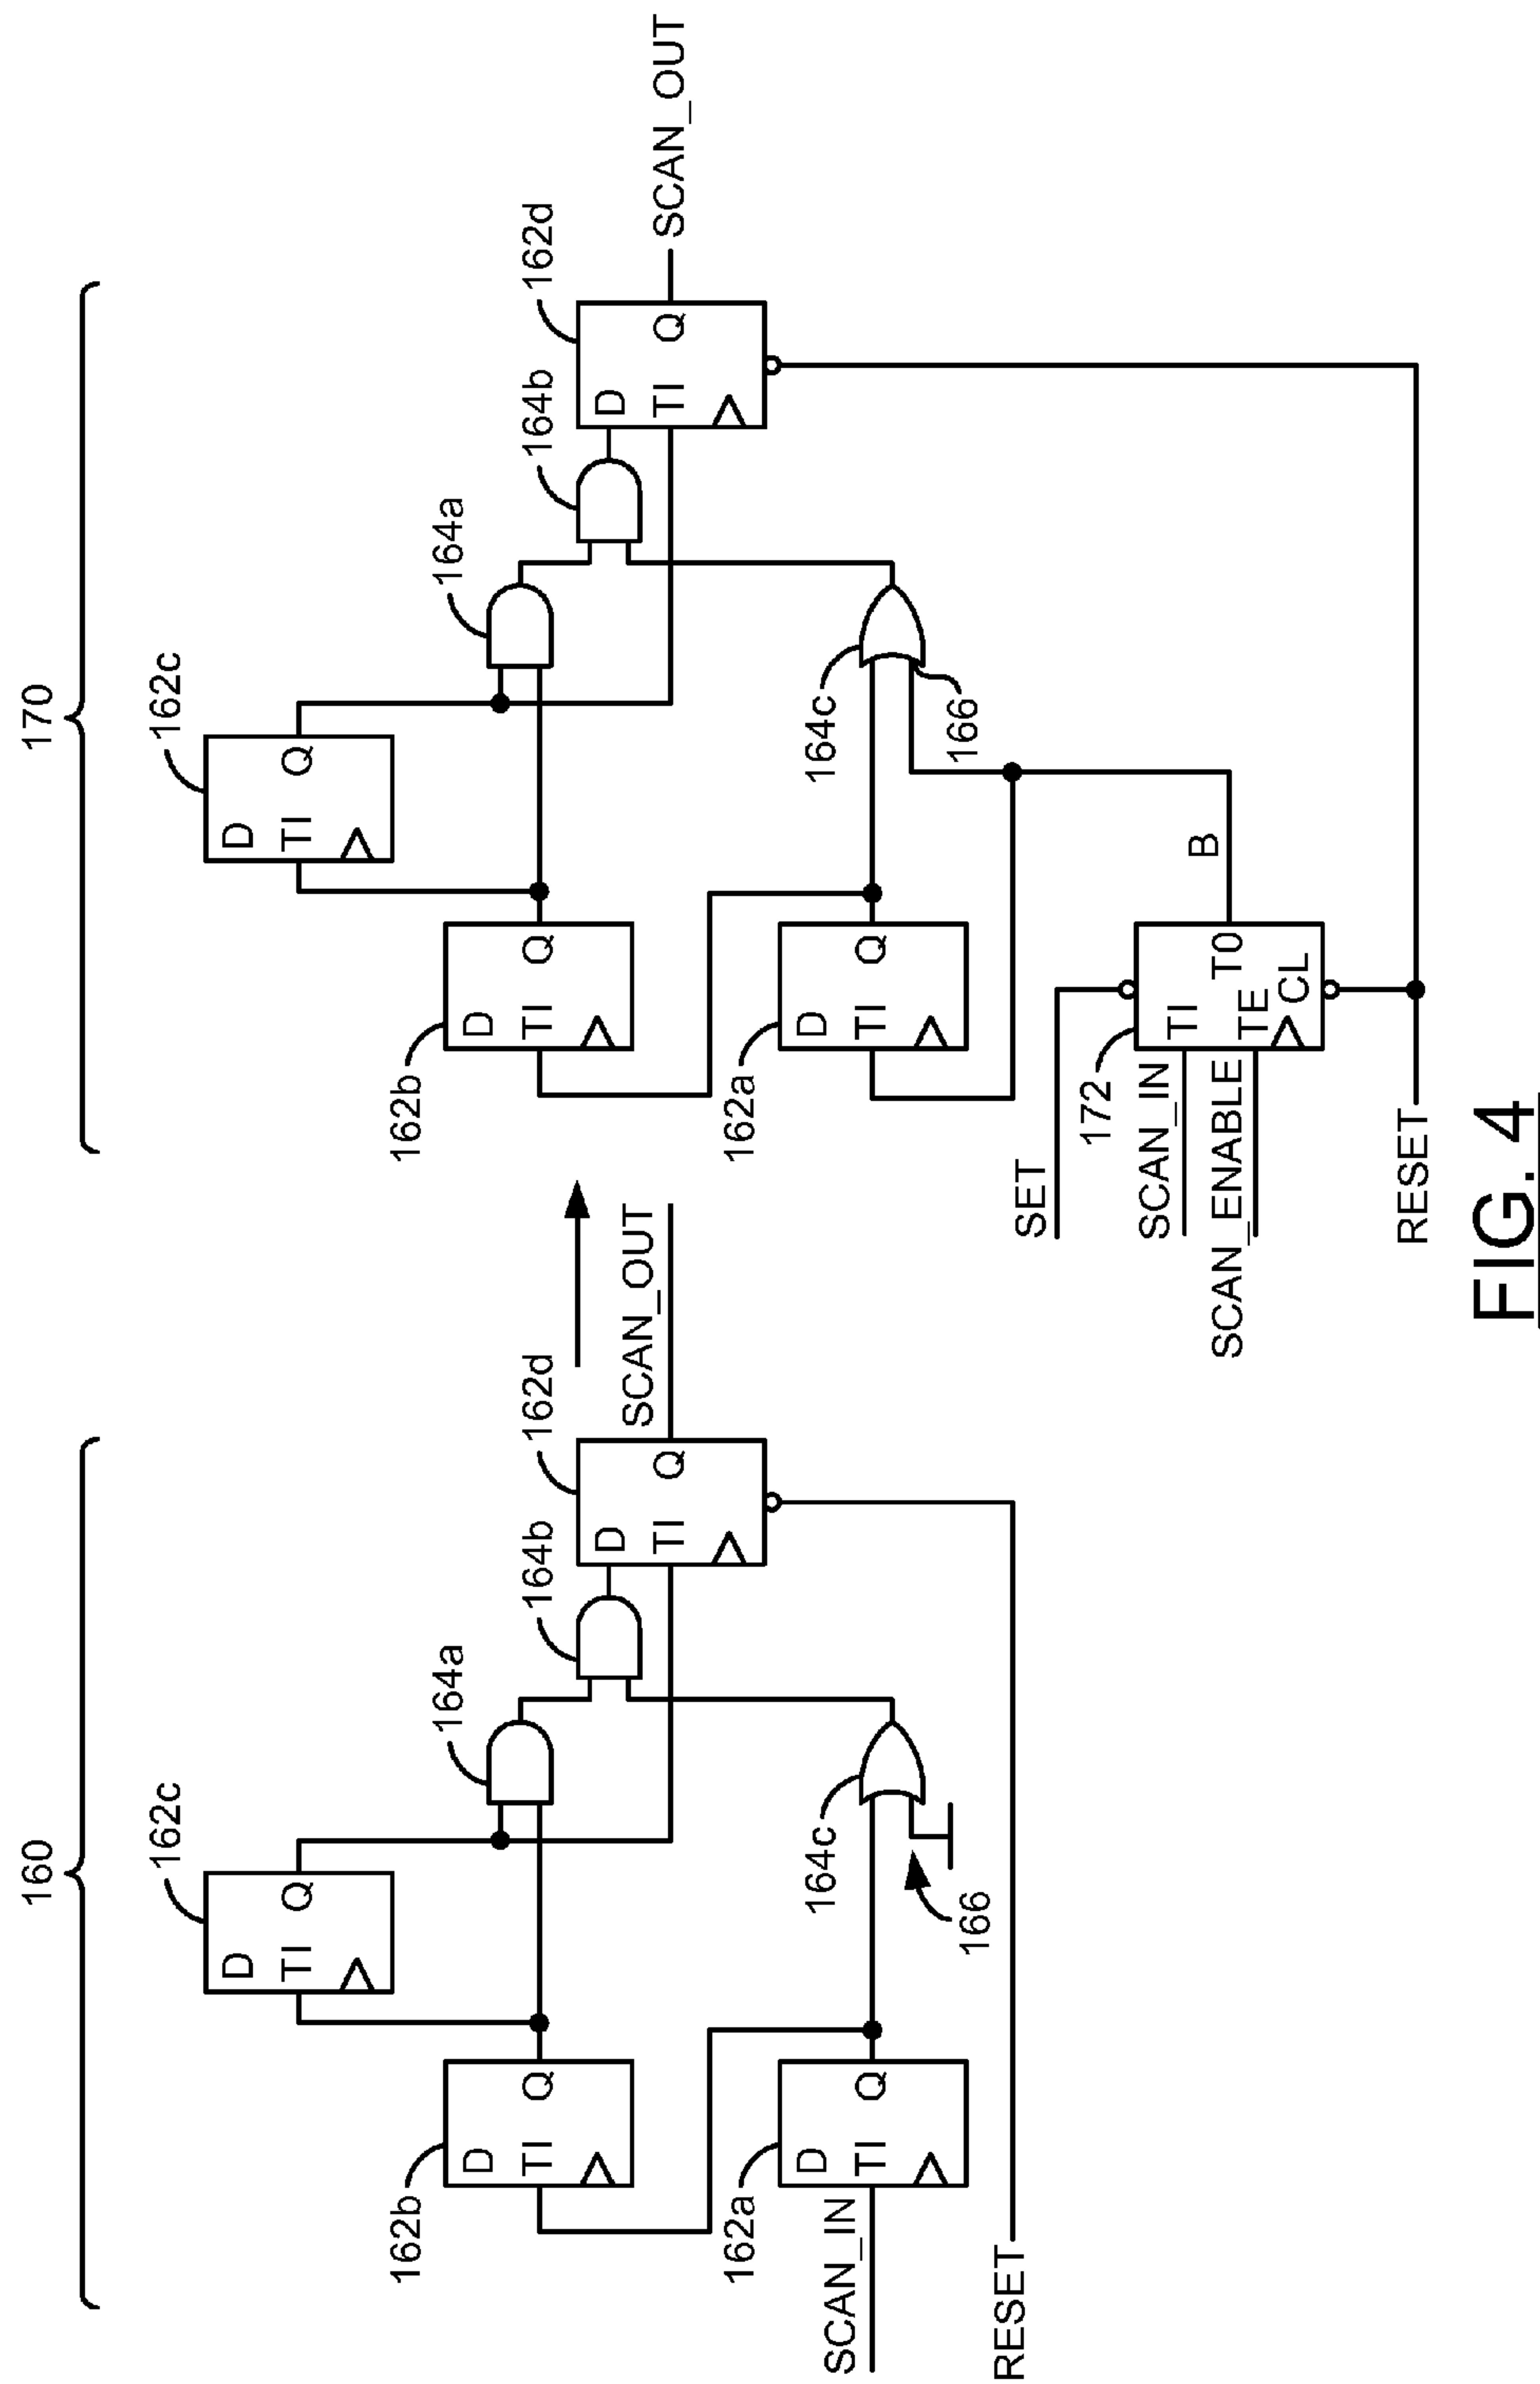 160
162c
D
TI
Q
164a
164b
162d
D
TI
Q
SCAN_OUT
162b
D
TI
Q
164c
166
162a
D
TI
Q
SCAN_IN
RESET
170
162c
D
TI
Q
164a
164b
162d
D
TI
Q
SCAN_OUT
162b
D
TI
Q
164c
166
162a
D
TI
Q
B
SET
172
SCAN_IN
TI
T0
SCAN_ENABLE
TE
CL
RESET
FIG. 4